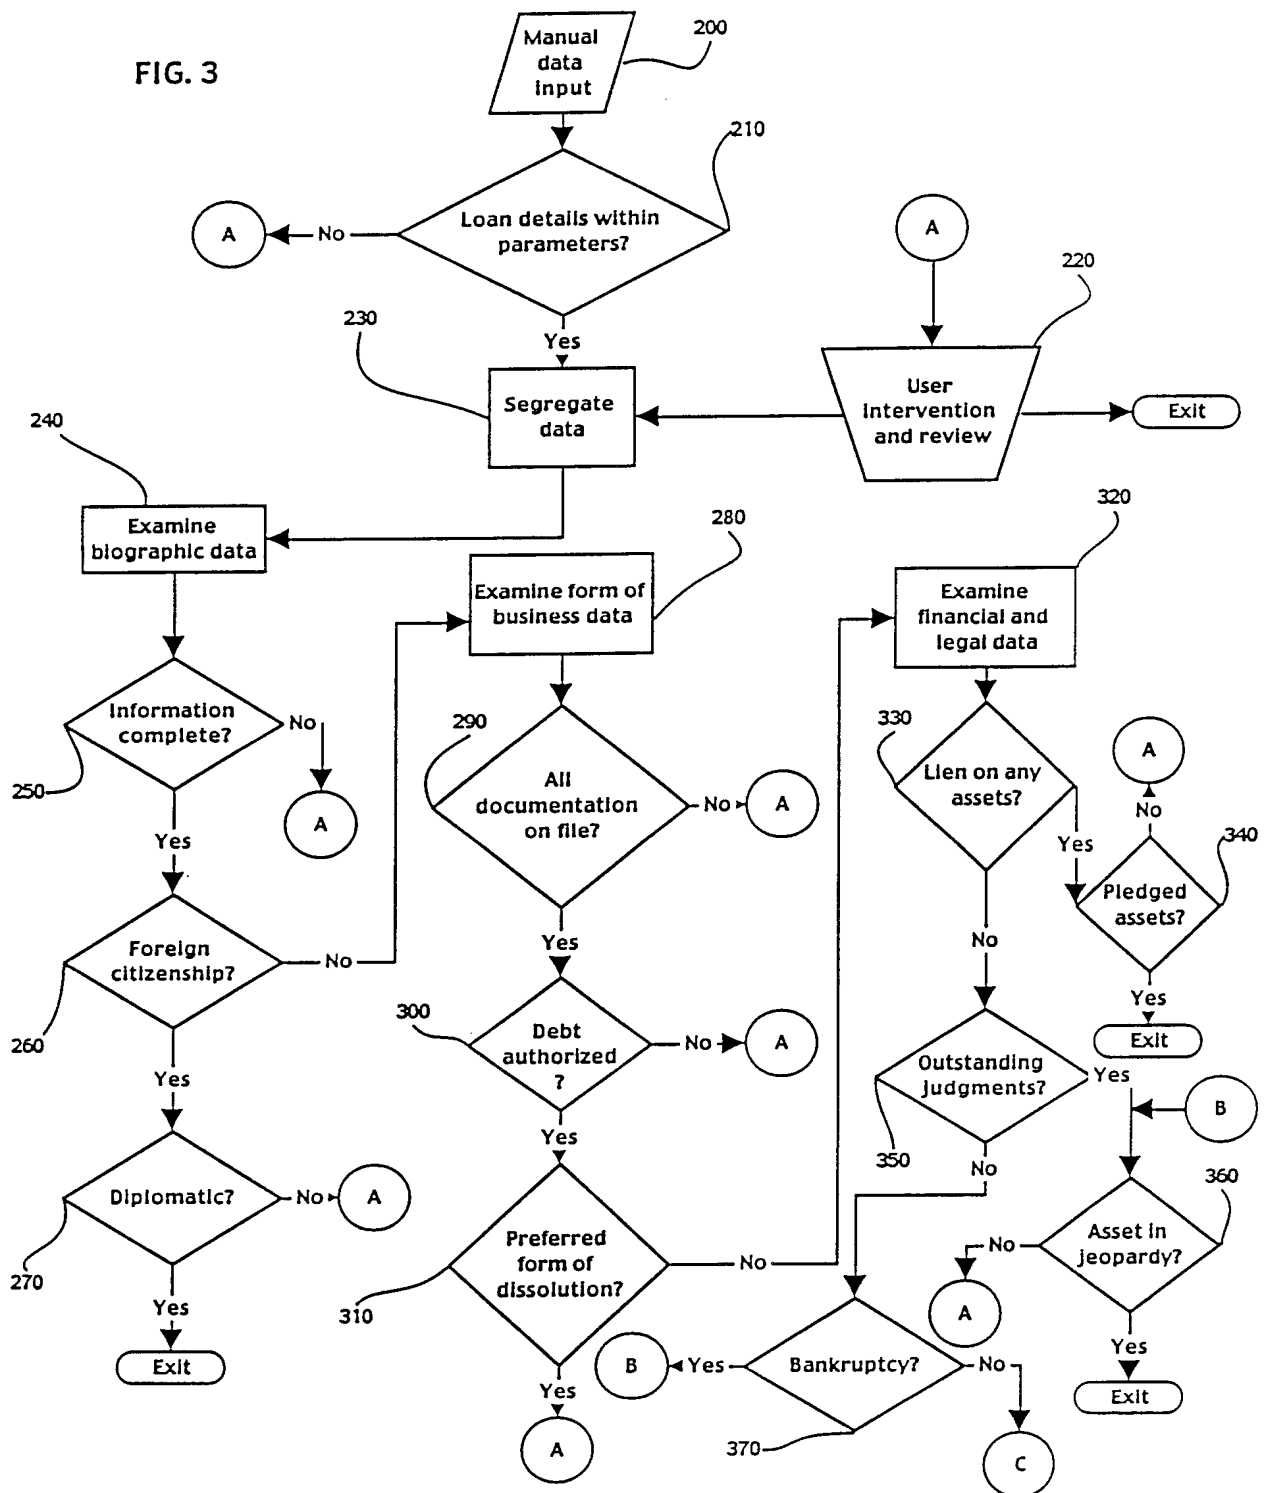 FIG. 3
Manual
data
input
200
210
Loan details within
parameters?
No
A
A
220
Yes
230
Segregate
data
User
intervention
and review
Exit
240
Examine
biographic data
280
Examine form of
business data
320
Examine
financial and
legal data
Information
complete?
No
250
A
Yes
290
All
documentation
on file?
No
A
330
Lien on any
assets?
Yes
A
No
340
Pledged
assets?
Yes
Exit
Foreign
citizenship?
No
260
Yes
Yes
300
Debt
authorized
?
No
A
Yes
No
Outstanding
judgments?
Yes
350
No
B
Diplomatic?
No
A
270
Yes
Exit
Preferred
form of
dissolution?
No
310
Yes
A
360
Asset in
jeopardy?
No
A
Yes
Exit
Bankruptcy?
Yes
B
No
370
C